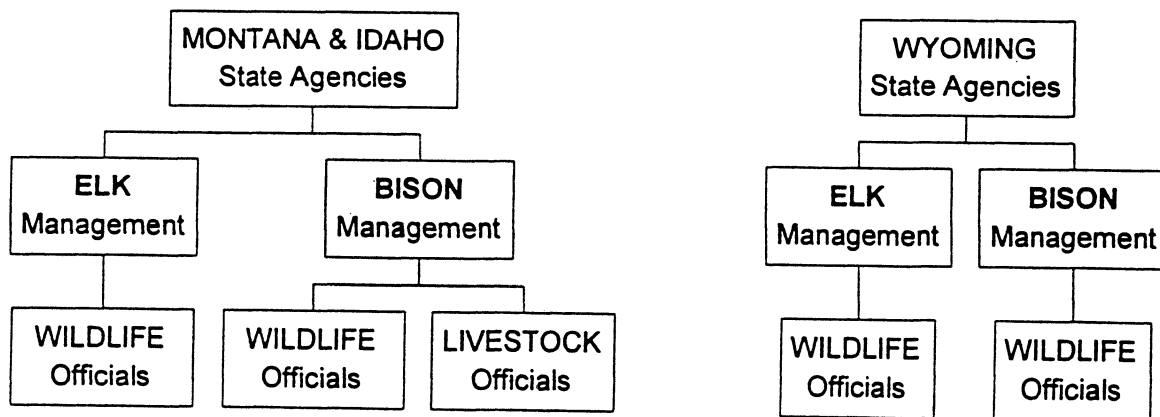 MONTANA & IDAHO
State Agencies
ELK
Management
BISON
Management
WILDLIFE
Officials
WILDLIFE
Officials
LIVESTOCK
Officials
WYOMING
State Agencies
ELK
Management
BISON
Management
WILDLIFE
Officials
WILDLIFE
Officials